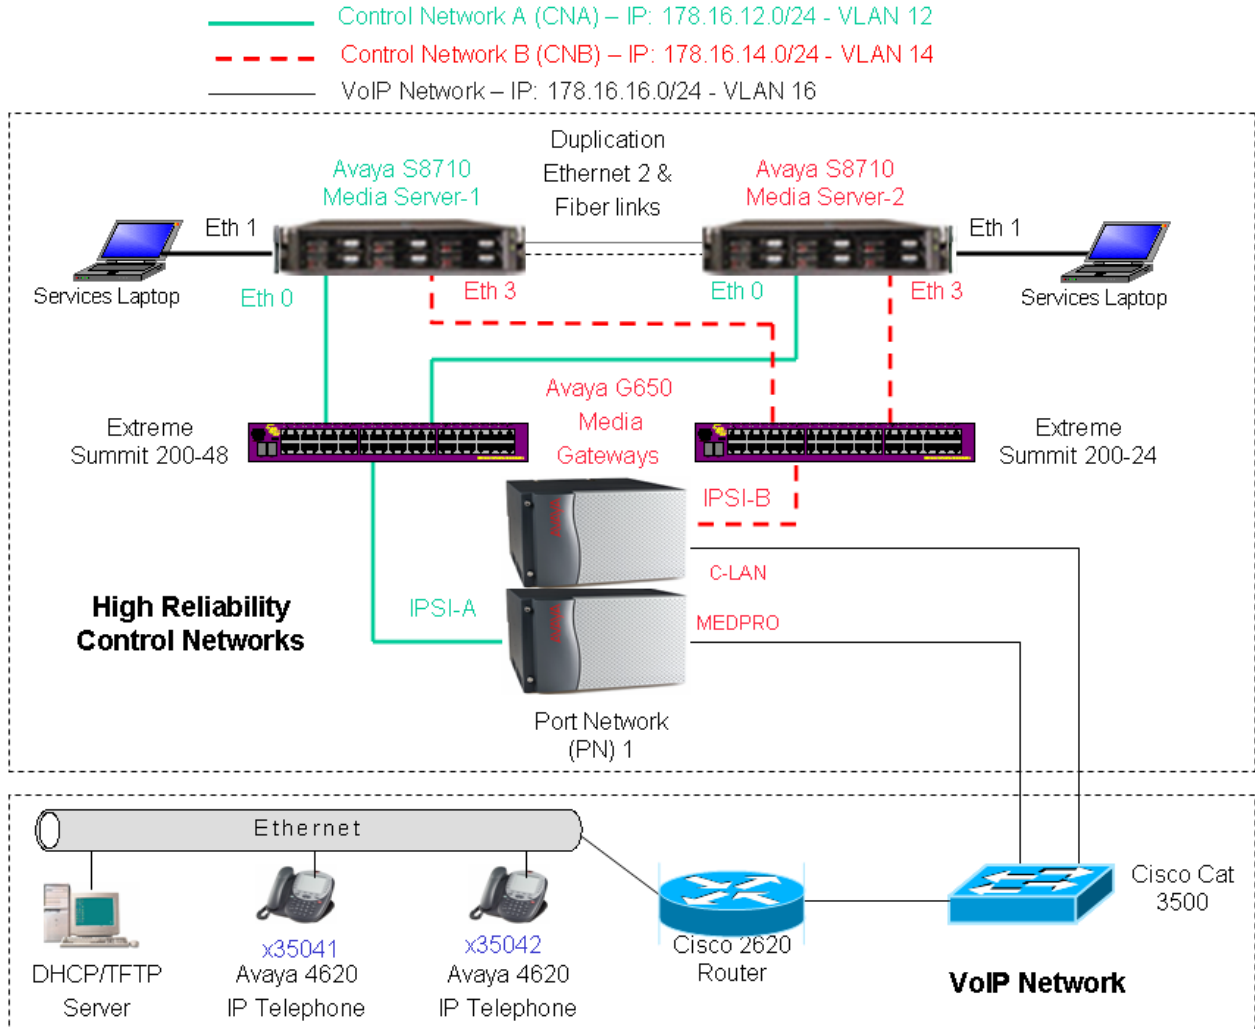 Control Network A (CNA) – IP: 178.16.12.0/24 - VLAN 12
Control Network B (CNB) – IP: 178.16.14.0/24 - VLAN 14
VoIP Network – IP: 178.16.16.0/24 - VLAN 16
Duplication
Ethernet 2 &
Fiber links
Avaya S8710
Media Server-1
Avaya S8710
Media Server-2
Eth 1
Eth 1
Services Laptop
Eth 0
Eth 3
Eth 0
Eth 3
Services Laptop
Avaya G650
Media
Gateways
Extreme
Summit 200-48
Extreme
Summit 200-24
IPSI-B
C-LAN
IPSI-A
MEDPRO
High Reliability
Control Networks
Port Network
(PN) 1
Ethernet
Cisco Cat
3500
x35041
x35042
Cisco 2620
Router
DHCP/TFTP
Server
Avaya 4620
IP Telephone
Avaya 4620
IP Telephone
VoIP Network